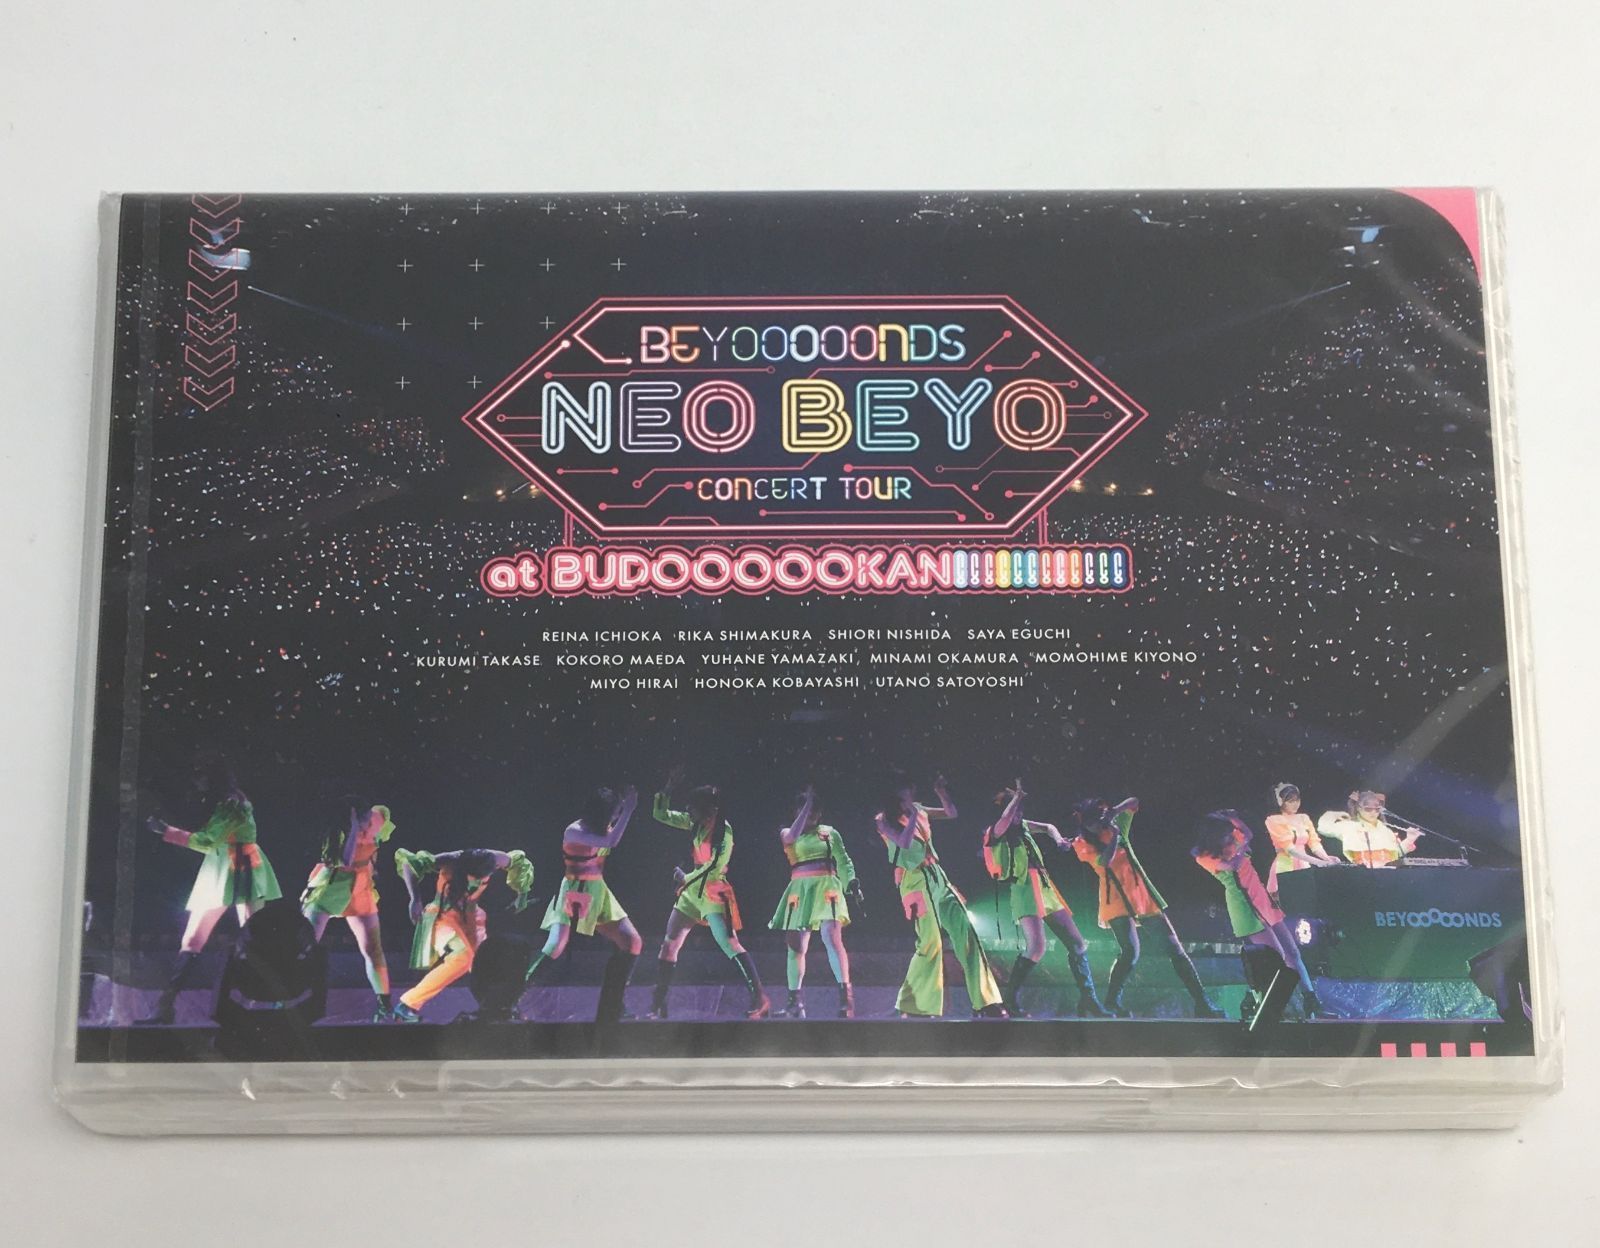 BEYOOOOONDS
NEO BEYO
CONCERT TOUR
at BUDOOOOOKAN!!!!!!!!!!!!
REINA ICHIOKA RIKA SHIMAKURA SHIORI NISHIDA SAYA EGUCHI
KURUMI TAKASE KOKORO MAEDA YUHANE YAMAZAKI MINAMI OKAMURA MOMOHIME KIYONO
MIYO HIRAI HONOKA KOBAYASHI UTANO SATOYOSHI
BEYOOOOONDS